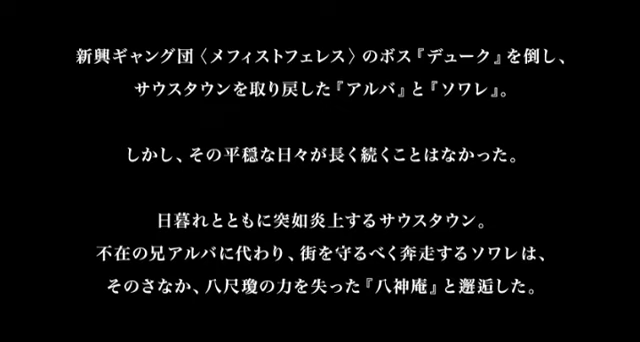 新興ギャング団〈メフィストフェレス〉のボス『デューク』を倒し、
サウスタウンを取り戻した『アルバ』と『ソワレ』。
しかし、その平穏な日々が長く続くことはなかった。
日暮れとともに突如炎上するサウスタウン。
不在の兄アルバに代わり、街を守るべく奔走するソワレは、
そのさなか、八尺瓊の力を失った『八神庵』と邂逅した。